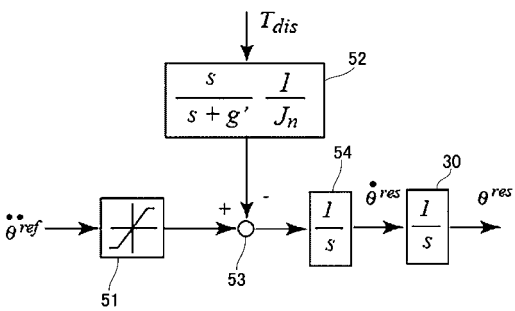 T_dis
52
s / (s + g') 1 / J_n
54
30
+
-
θ̈^ref
1 / s
θ̇^res
1 / s
θ^res
51
53